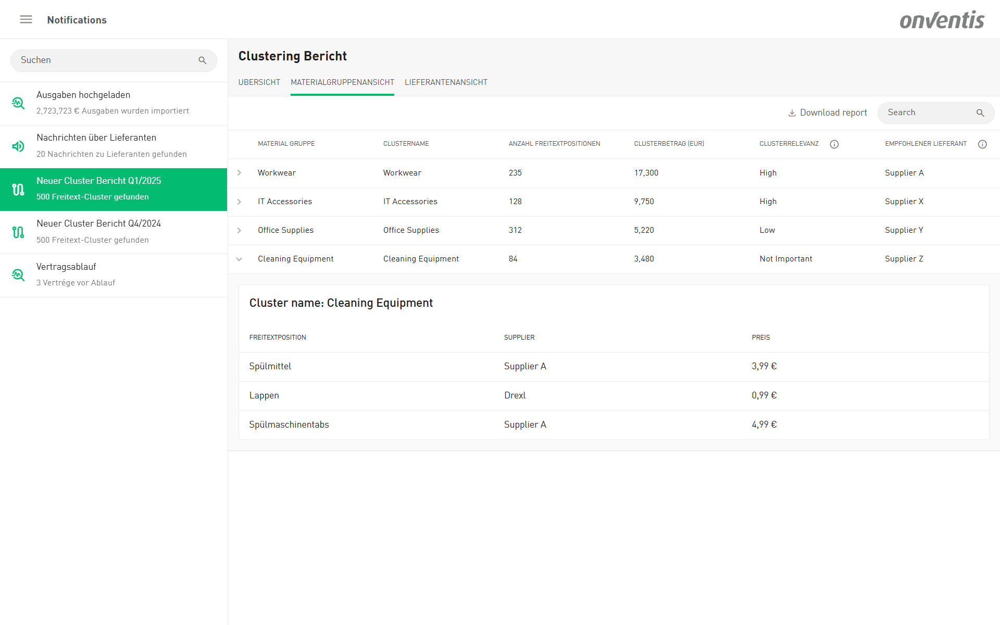 Notifications
onventis
Suchen
Ausgaben hochgeladen
2,723,723 € Ausgaben wurden importiert
Nachrichten über Lieferanten
20 Nachrichten zu Lieferanten gefunden
Neuer Cluster Bericht Q1/2025
500 Freitext-Cluster gefunden
Neuer Cluster Bericht Q4/2024
500 Freitext-Cluster gefunden
Vertragsablauf
3 Vertrége vor Ablauf
Clustering Bericht
UBERSICHT MATERIALGRUPPENANSICHT LIEFERANTENANSICHT
Download report Search
MATERIAL GRUPPE CLUSTERNAME ANZAHL FREITEXTPOSITIONEN CLUSTERBETRAG (EUR) CLUSTERRELEVANZ EMPFOHLENER LIEFERANT
Workwear Workwear 235 17,300 High Supplier A
IT Accessories IT Accessories 128 9,750 High Supplier X
Office Supplies Office Supplies 312 5,220 Low Supplier Y
Cleaning Equipment Cleaning Equipment 84 3,480 Not Important Supplier Z
Cluster name: Cleaning Equipment
FREITEXTPOSITION SUPPLIER PREIS
Spülmittel Supplier A 3,99 €
Lappen Drexl 0,99 €
Spülmaschinentabs Supplier A 4,99 €